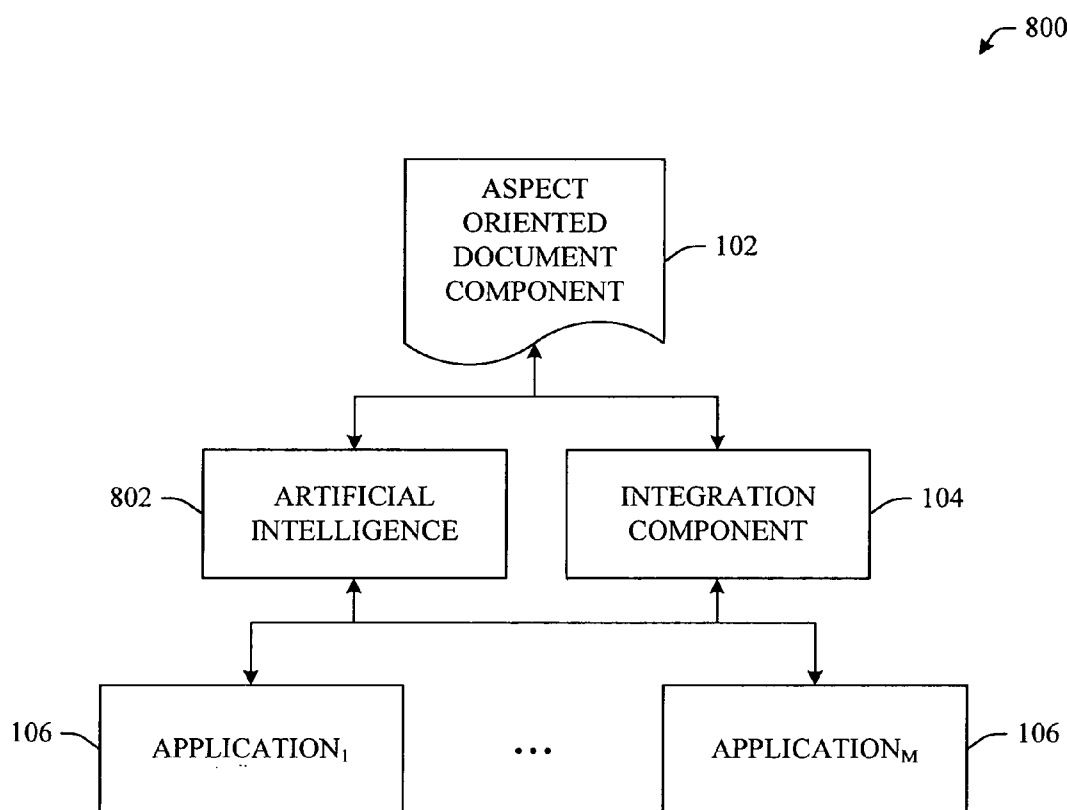 800
ASPECT
ORIENTED
DOCUMENT
COMPONENT
102
802
ARTIFICIAL
INTELLIGENCE
INTEGRATION
COMPONENT
104
106
APPLICATION₁
...
APPLICATIONM
106